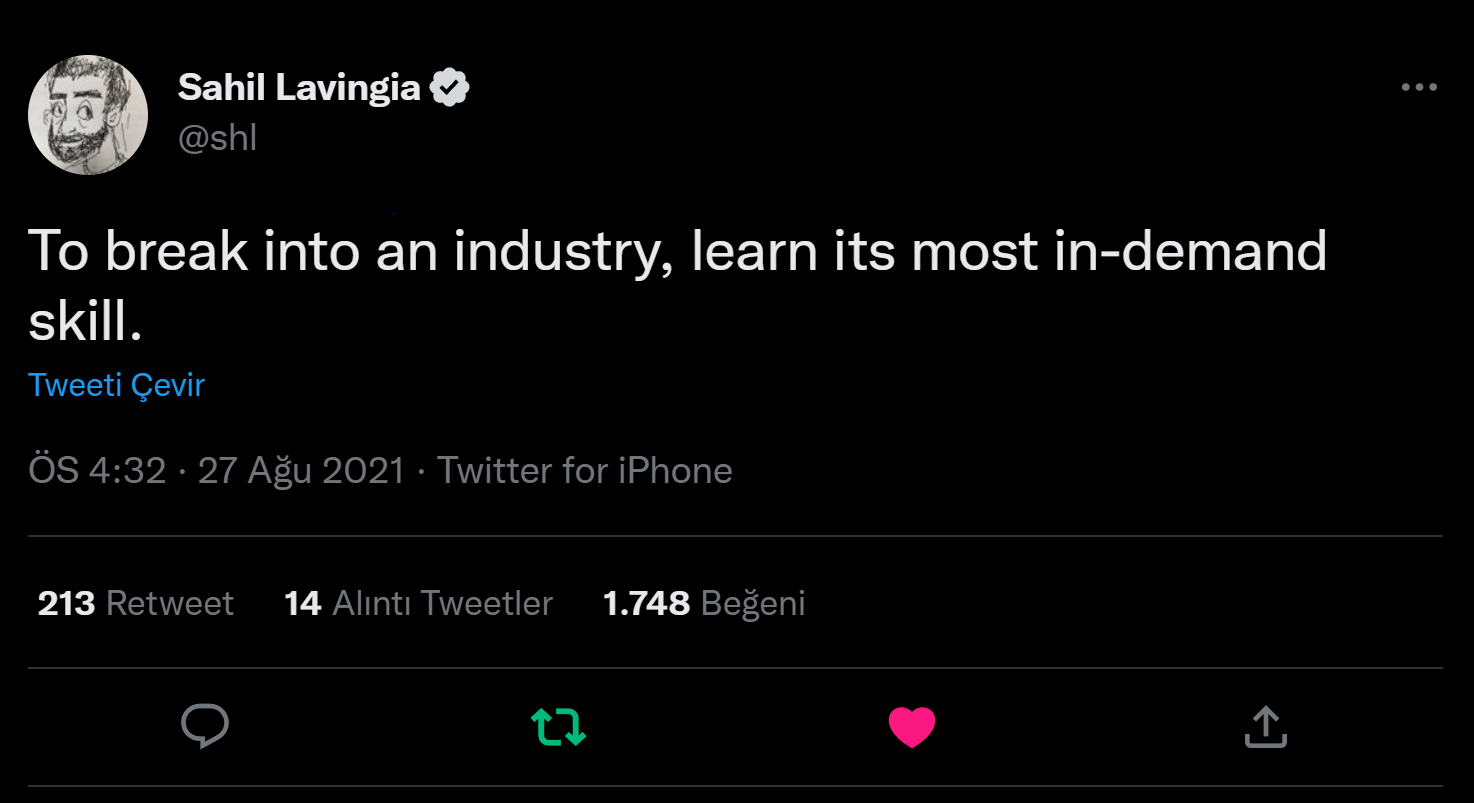 Sahil Lavingia
@shl
To break into an industry, learn its most in-demand
skill.
Tweeti Çevir
ÖS 4:32 · 27 Ağu 2021 · Twitter for iPhone
213 Retweet 14 Alıntı Tweetler 1.748 Beğeni